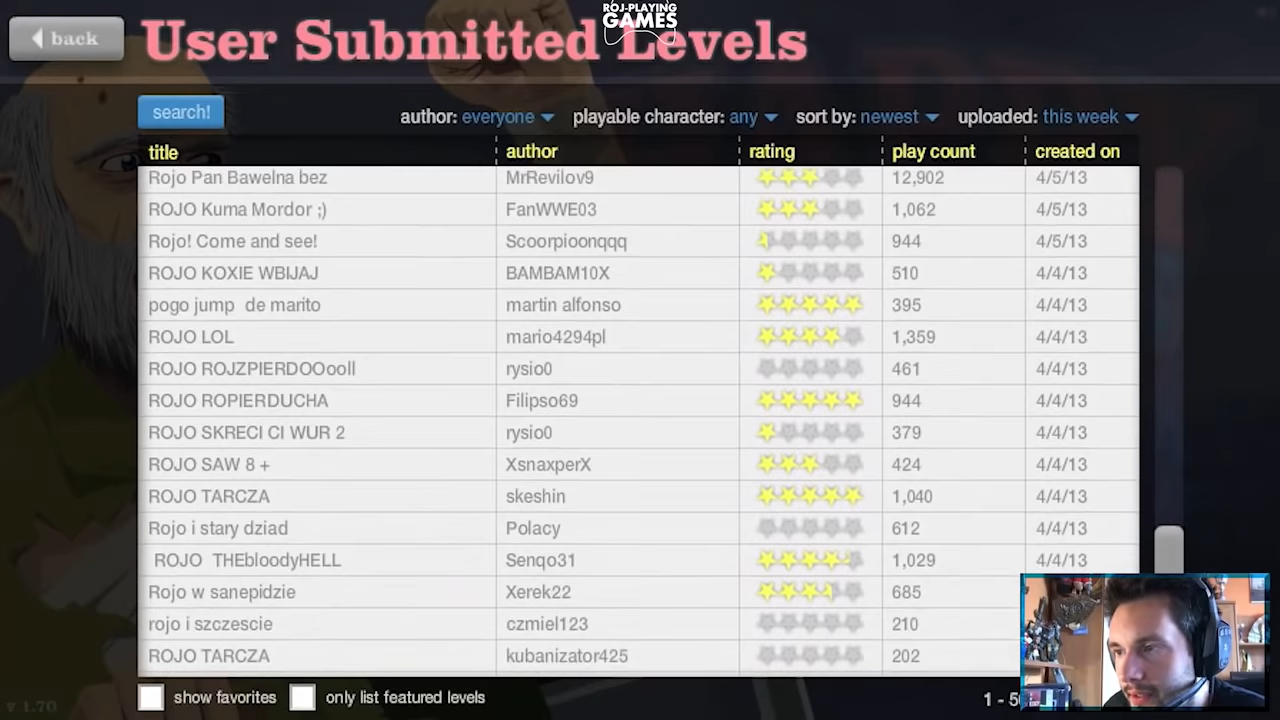 ROJ-PLAYING
GAMES
back
User Submitted Levels
search!
author: everyone playable character: any sort by: newest uploaded: this week
title author rating play count created on
Rojo Pan Bawelna bez MrRevilov9 12,902 4/5/13
ROJO Kuma Mordor ;) FanWWE03 1,062 4/5/13
Rojo! Come and see! Scoorpioonqqq 944 4/5/13
ROJO KOXIE WBIJAJ BAMBAM10X 510 4/4/13
pogo jump de marito martin alfonso 395 4/4/13
ROJO LOL mario4294pl 1,359 4/4/13
ROJO ROJZPIERDOOooll rysio0 461 4/4/13
ROJO ROPIERDUCHA Filipso69 944 4/4/13
ROJO SKRECI CI WUR 2 rysio0 379 4/4/13
ROJO SAW 8 + XsnaxperX 424 4/4/13
ROJO TARCZA skeshin 1,040 4/4/13
Rojo i stary dziad Polacy 612 4/4/13
ROJO THEbloodyHELL Senqo31 1,029 4/4/13
Rojo w sanepidzie Xerek22 685
rojo i szczescie czmiel123 210
ROJO TARCZA kubanizator425 202
show favorites only list featured levels 1 - 50
v 1.70